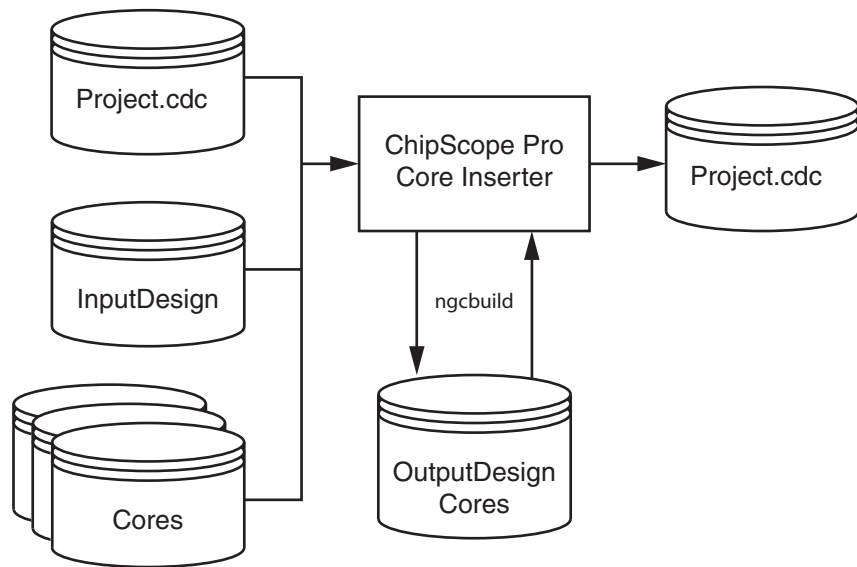 Project.cdc
ChipScope Pro
Core Inserter
Project.cdc
InputDesign
ngcbuild
OutputDesign
Cores
Cores